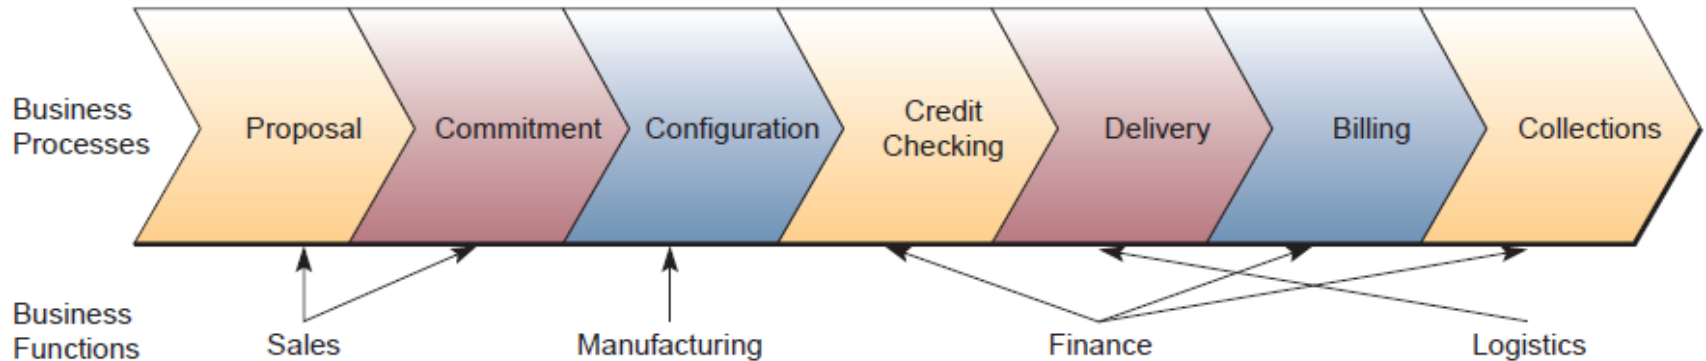 Business
Processes
Proposal
Commitment
Configuration
Credit
Checking
Delivery
Billing
Collections
Business
Functions
Sales
Manufacturing
Finance
Logistics